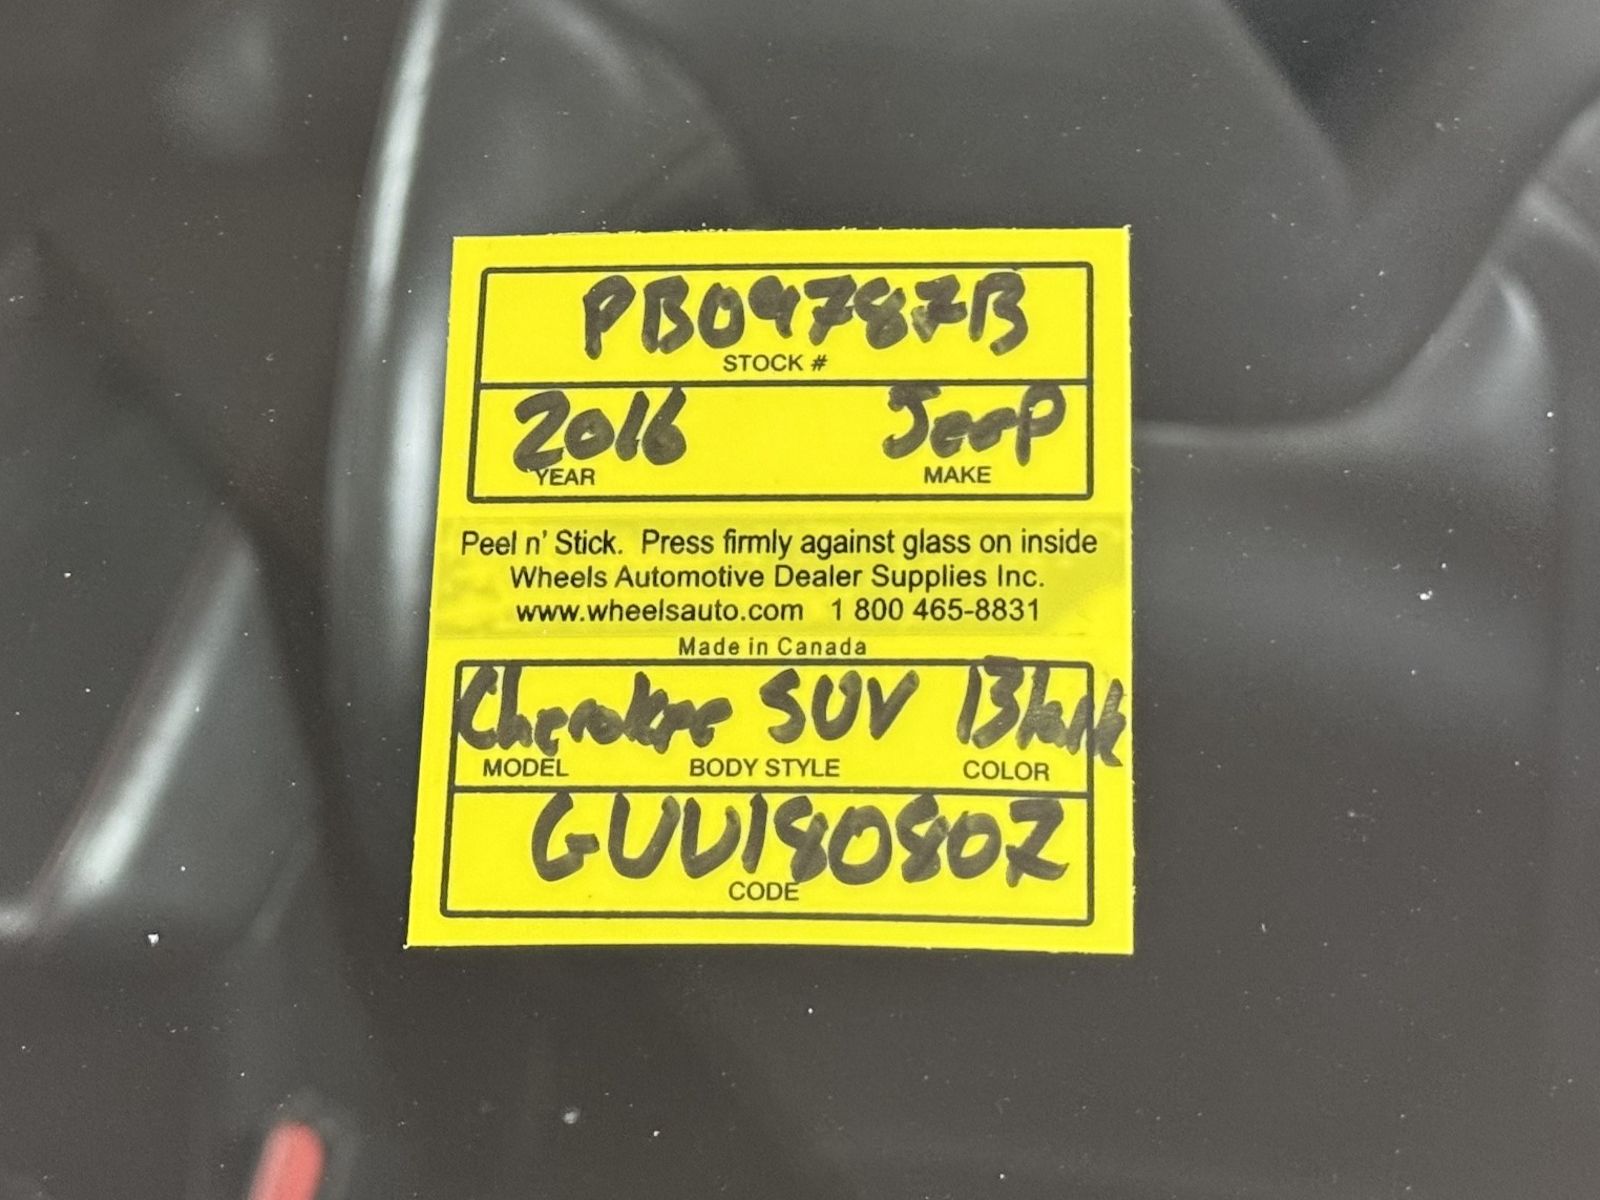 PB09787B
STOCK #
2016 Jeep
YEAR MAKE
Peel n' Stick. Press firmly against glass on inside
Wheels Automotive Dealer Supplies Inc.
www.wheelsauto.com 1 800 465-8831
Made in Canada
Cherokee SUV Black
MODEL BODY STYLE COLOR
GUU180802
CODE